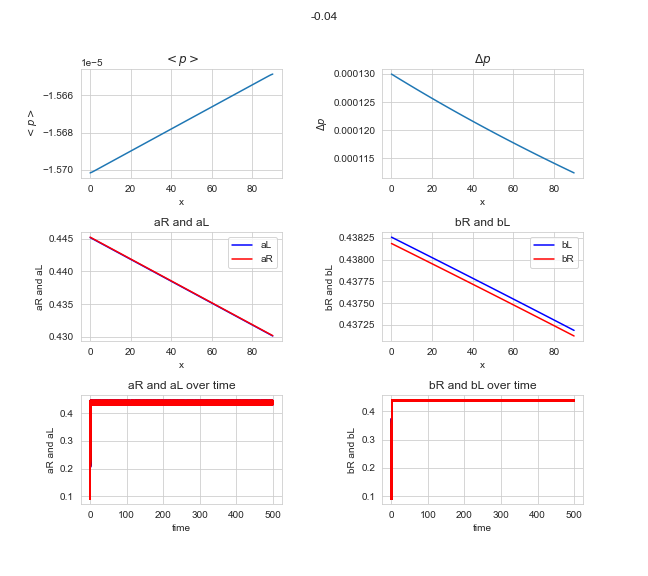 -0.04
< p >
1e−5
−1.566
−1.568
−1.570
< p >
0 20 40 60 80
x
Δp
0.000130
0.000125
0.000120
0.000115
Δp
0 20 40 60 80
x
aR and aL
0.445
0.440
0.435
0.430
aR and aL
aL
aR
0 20 40 60 80
x
bR and bL
0.43825
0.43800
0.43775
0.43750
0.43725
bR and bL
bL
bR
0 20 40 60 80
x
aR and aL over time
0.4
0.3
0.2
0.1
aR and aL
0 100 200 300 400 500
time
bR and bL over time
0.4
0.3
0.2
0.1
bR and bL
0 100 200 300 400 500
time